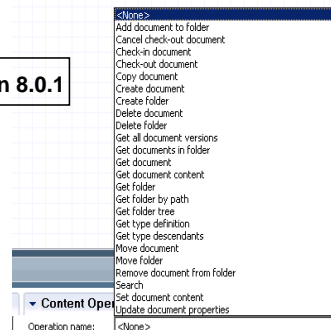 <None>
Add document to folder
Cancel check-out document
Check-in document
Check-out document
Copy document
Create document
Create folder
Delete document
Delete folder
Get all document versions
Get documents in folder
Get document
Get document content
Get folder
Get folder by path
Get folder tree
Get type definition
Get type descendants
Move document
Move folder
Remove document from folder
Search
Set document content
Update document properties
n 8.0.1
Content Oper
Operation name: <None>